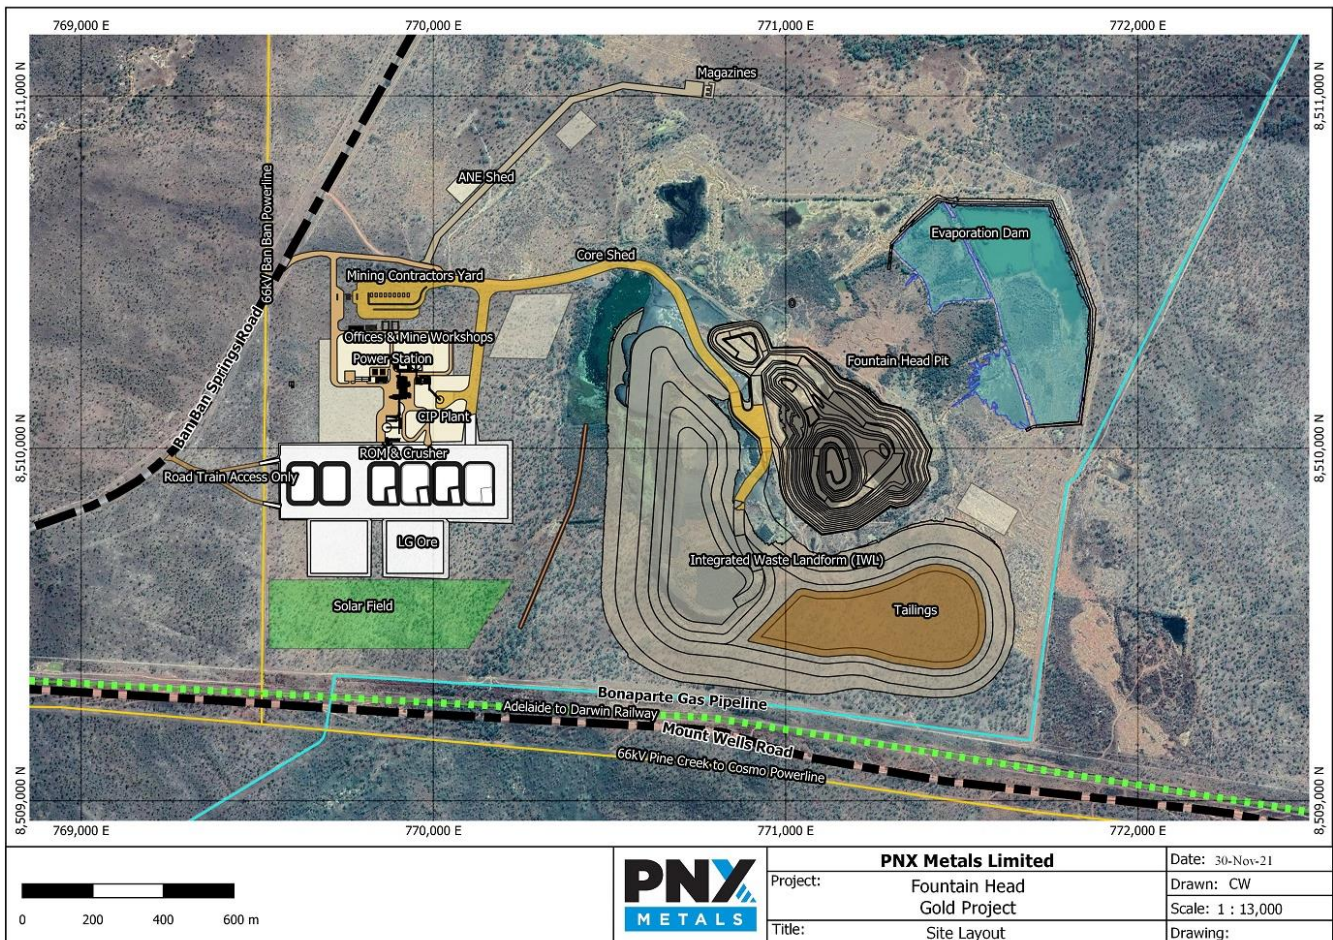 769,000 E
770,000 E
771,000 E
772,000 E
8,511,000 N
8,511,000 N
Magazines
ANE Shed
66kV Ban Ban Powerline
Evaporation Dam
Core Shed
Mining Contractors Yard
Offices & Mine Workshops
Power Station
Fountain Head Pit
Ban Ban Springs Road
CIP Plant
8,510,000 N
8,510,000 N
ROM & Crusher
Road Train Access Only
LG Ore
Integrated Waste Landform (IWL)
Solar Field
Tailings
Bonaparte Gas Pipeline
Adelaide to Darwin Railway
Mount Wells Road
66kV Pine Creek to Cosmo Powerline
8,509,000 N
8,509,000 N
769,000 E
770,000 E
771,000 E
772,000 E
0 200 400 600 m
PNX
METALS
PNX Metals Limited
Project:
Fountain Head
Gold Project
Title:
Site Layout
Date: 30-Nov-21
Drawn: CW
Scale: 1 : 13,000
Drawing: